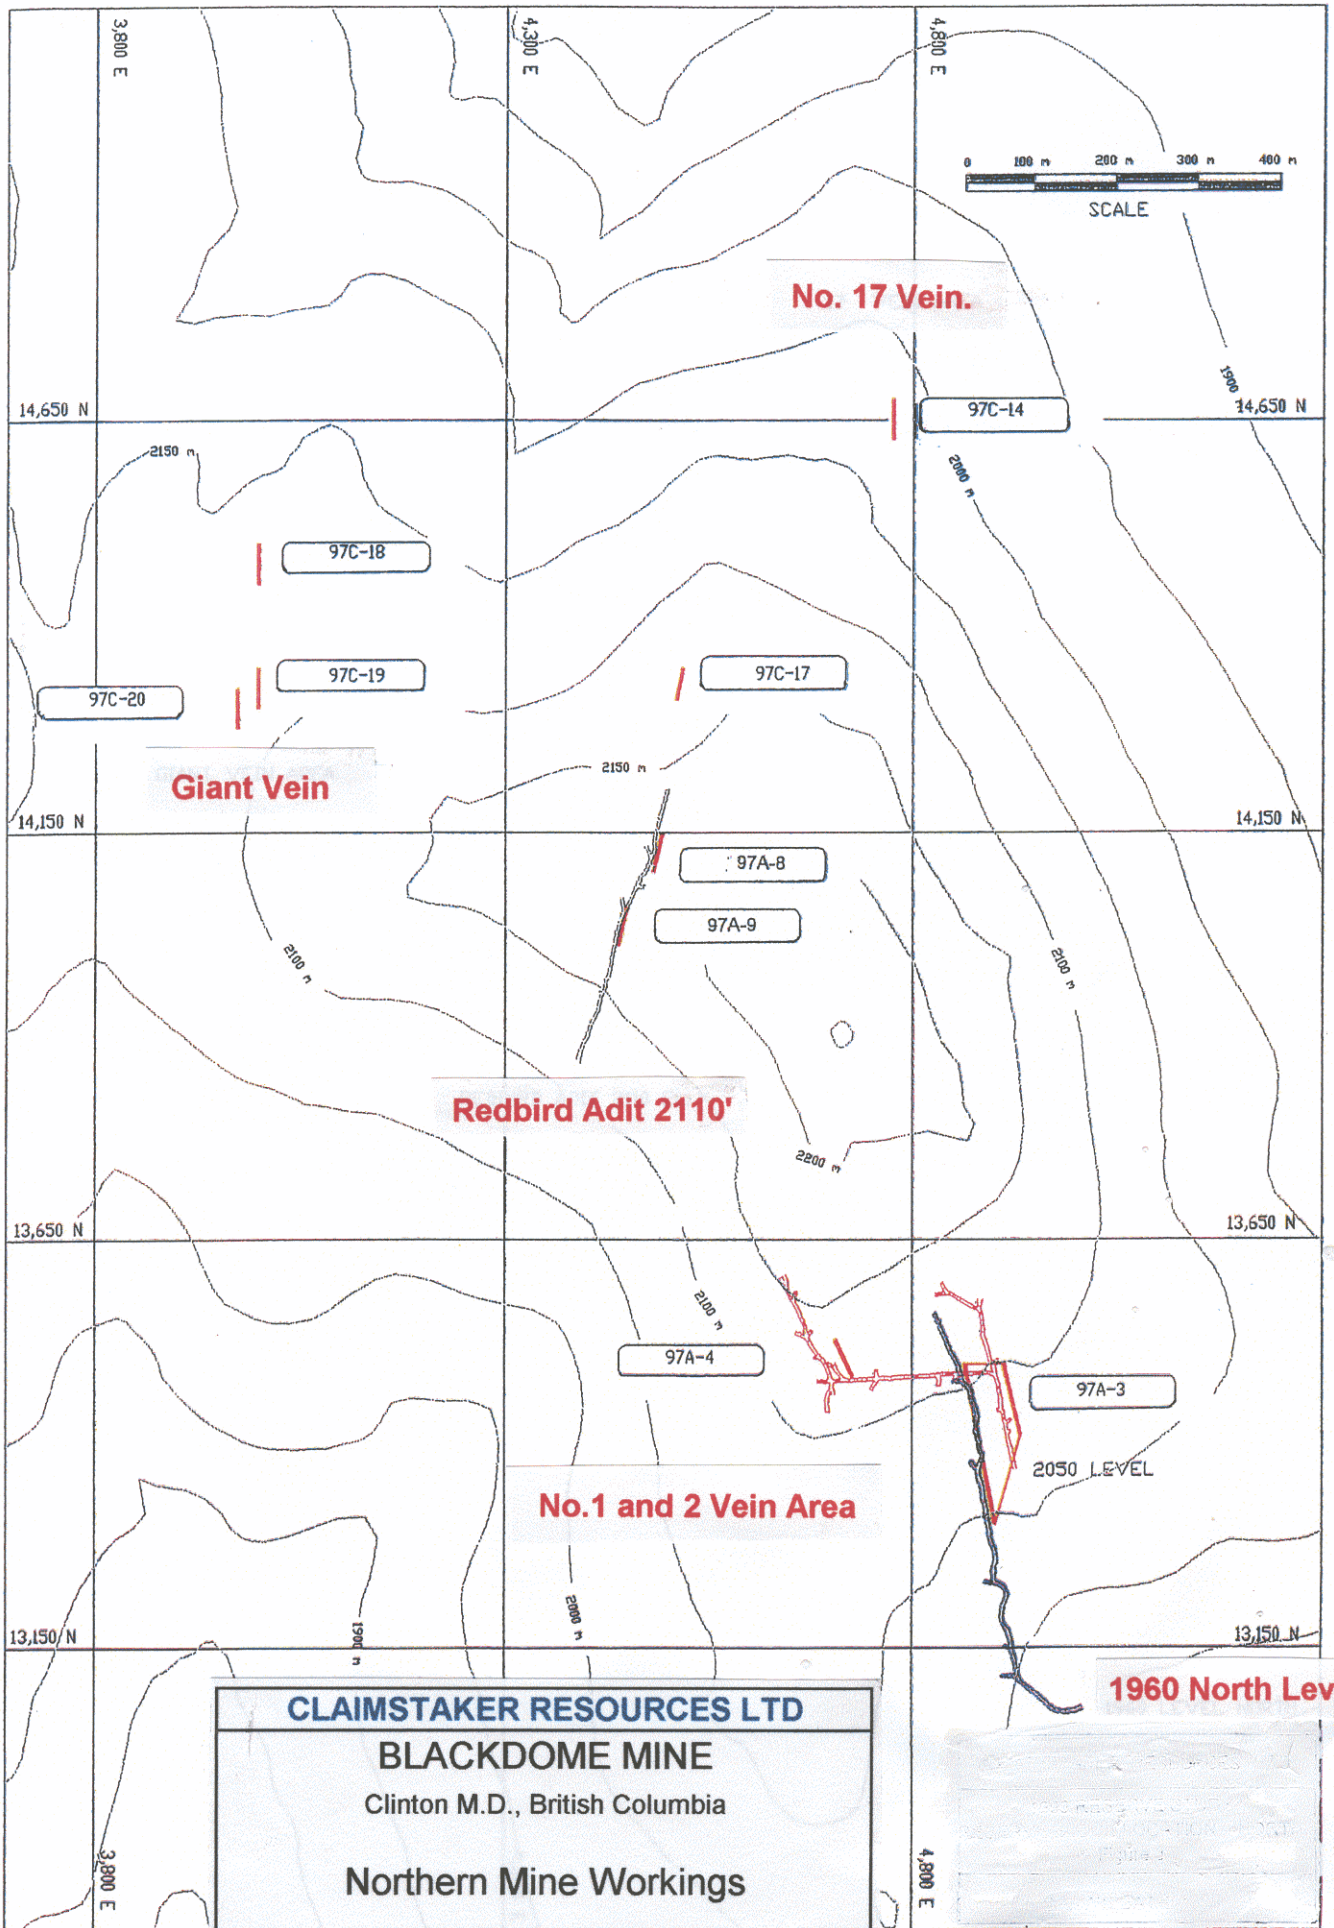 3,800 E
4,300 E
4,800 E
0 100 m 200 m 300 m 400 m
SCALE
No. 17 Vein.
1900
14,650 N
97C-14
14,650 N
2150 m
2000 m
97C-18
97C-19
97C-17
97C-20
2150 m
Giant Vein
14,150 N
14,150 N
97A-8
97A-9
2100 m
2100 m
Redbird Adit 2110'
2200 m
13,650 N
13,650 N
2100 m
97A-4
97A-3
2050 LEVEL
No.1 and 2 Vein Area
2000 m
1900 m
13,150 N
13,150 N
1960 North Lev
CLAIMSTAKER RESOURCES LTD
BLACKDOME MINE
Clinton M.D., British Columbia
Northern Mine Workings
3,800 E
4,800 E